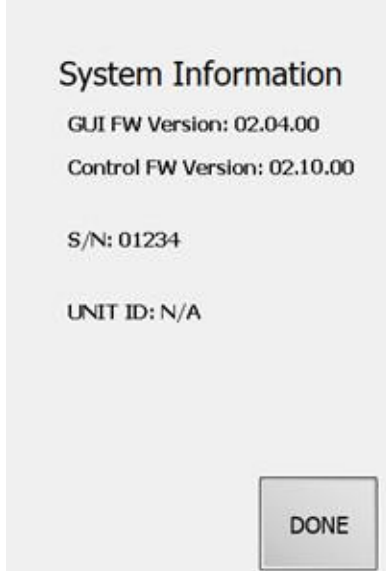 System Information
GUI FW Version: 02.04.00
Control FW Version: 02.10.00
S/N: 01234
UNIT ID: N/A
DONE